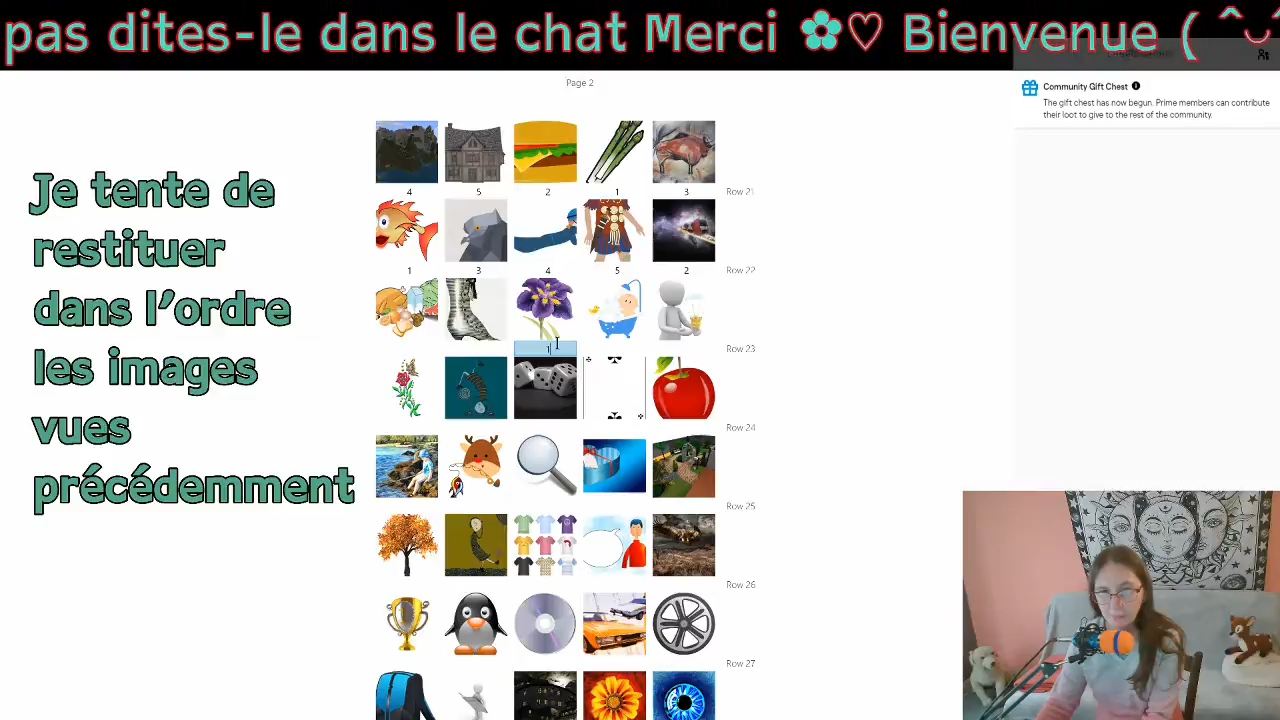 pas dites-le dans le chat Merci ✿♡ Bienvenue ( ˆ᎑ˆ
Page 2
Community Gift Chest
The gift chest has now begun. Prime members can contribute
their loot to give to the rest of the community.
Je tente de
restituer
dans l'ordre
les images
vues
précédemment
4 5 2 1 3 Row 21
1 3 4 5 2 Row 22
1 Row 23
Row 24
Row 25
Row 26
Row 27